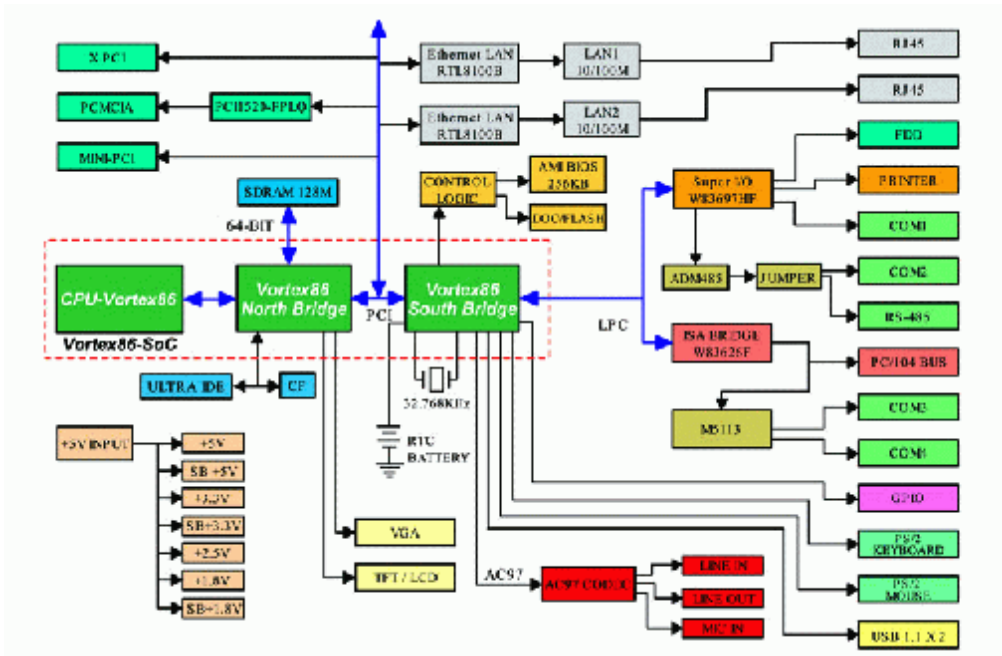 X PCI
Ethernet LAN
RTL8100B
LAN1
10/100M
RJ45
PCMCIA
Ethernet LAN
RTL8100B
LAN2
10/100M
RJ45
MINI-PCI
FDD
SDRAM 128M
CONTROL
LOGIC
AMI BIOS
256KB
DOC/FLASH
Super I/O
W83697HF
PRINTER
COM1
64-BIT
CPU-Vortex86
Vortex86
North Bridge
PCI
Vortex86
South Bridge
Vortex86-SoC
LPC
ADM485
JUMPER
COM2
RS-485
ISA BRIDGE
W83626F
PC/104 BUS
ULTRA IDE
CF
32.768KHz
M5113
COM3
COM4
RTC
BATTERY
+5V INPUT
+5V
SB +5V
+3.3V
SB+3.3V
+2.5V
+1.8V
SB+1.8V
VGA
TFT / LCD
AC97
AC97 CODEC
LINE IN
LINE OUT
MIC IN
GPIO
PS/2
KEYBOARD
PS/2
MOUSE
USB 1.1 X 2